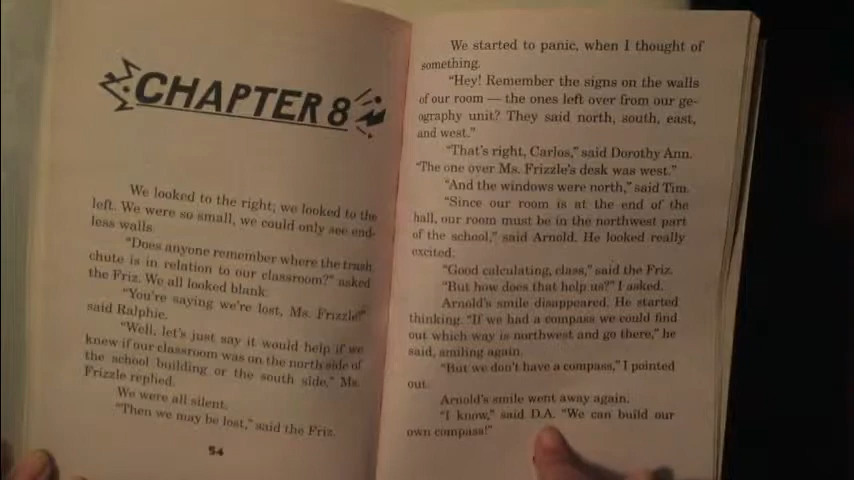 CHAPTER 8
We looked to the right; we looked to the
left. We were so small, we could only see end-
less walls.
"Does anyone remember where the trash
chute is in relation to our classroom?" asked
the Friz. We all looked blank.
"You're saying we're lost, Ms. Frizzle!"
said Ralphie.
"Well, let's just say it would help if we
knew if our classroom was on the north side of
the school building or the south side," Ms.
Frizzle replied.
We were all silent.
"Then we may be lost," said the Friz.
54
We started to panic, when I thought of
something.
"Hey! Remember the signs on the walls
of our room — the ones left over from our ge-
ography unit? They said north, south, east,
and west."
"That's right, Carlos," said Dorothy Ann.
"The one over Ms. Frizzle's desk was west."
"And the windows were north," said Tim.
"Since our room is at the end of the
hall, our room must be in the northwest part
of the school," said Arnold. He looked really
excited.
"Good calculating, class," said the Friz.
"But how does that help us?" I asked.
Arnold's smile disappeared. He started
thinking. "If we had a compass we could find
out which way is northwest and go there," he
said, smiling again.
"But we don't have a compass," I pointed
out.
Arnold's smile went away again.
"I know," said D.A. "We can build our
own compass!"